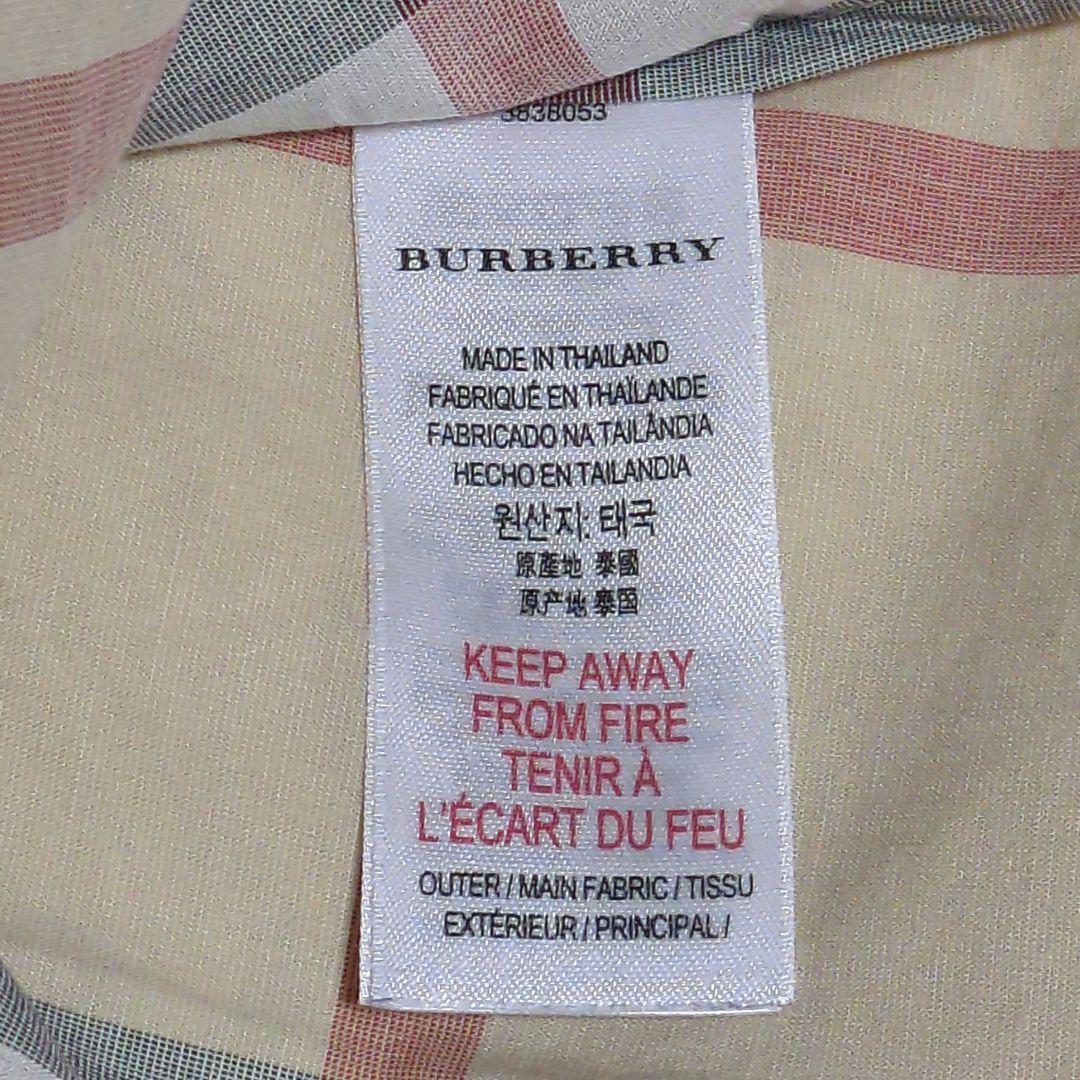 3838053
BURBERRY
MADE IN THAILAND
FABRIQUÉ EN THAÏLANDE
FABRICADO NA TAILÂNDIA
HECHO EN TAILANDIA
원산지: 태국
原產地 泰國
原产地 泰国
KEEP AWAY
FROM FIRE
TENIR À
L'ÉCART DU FEU
OUTER / MAIN FABRIC / TISSU
EXTÉRIEUR / PRINCIPAL /